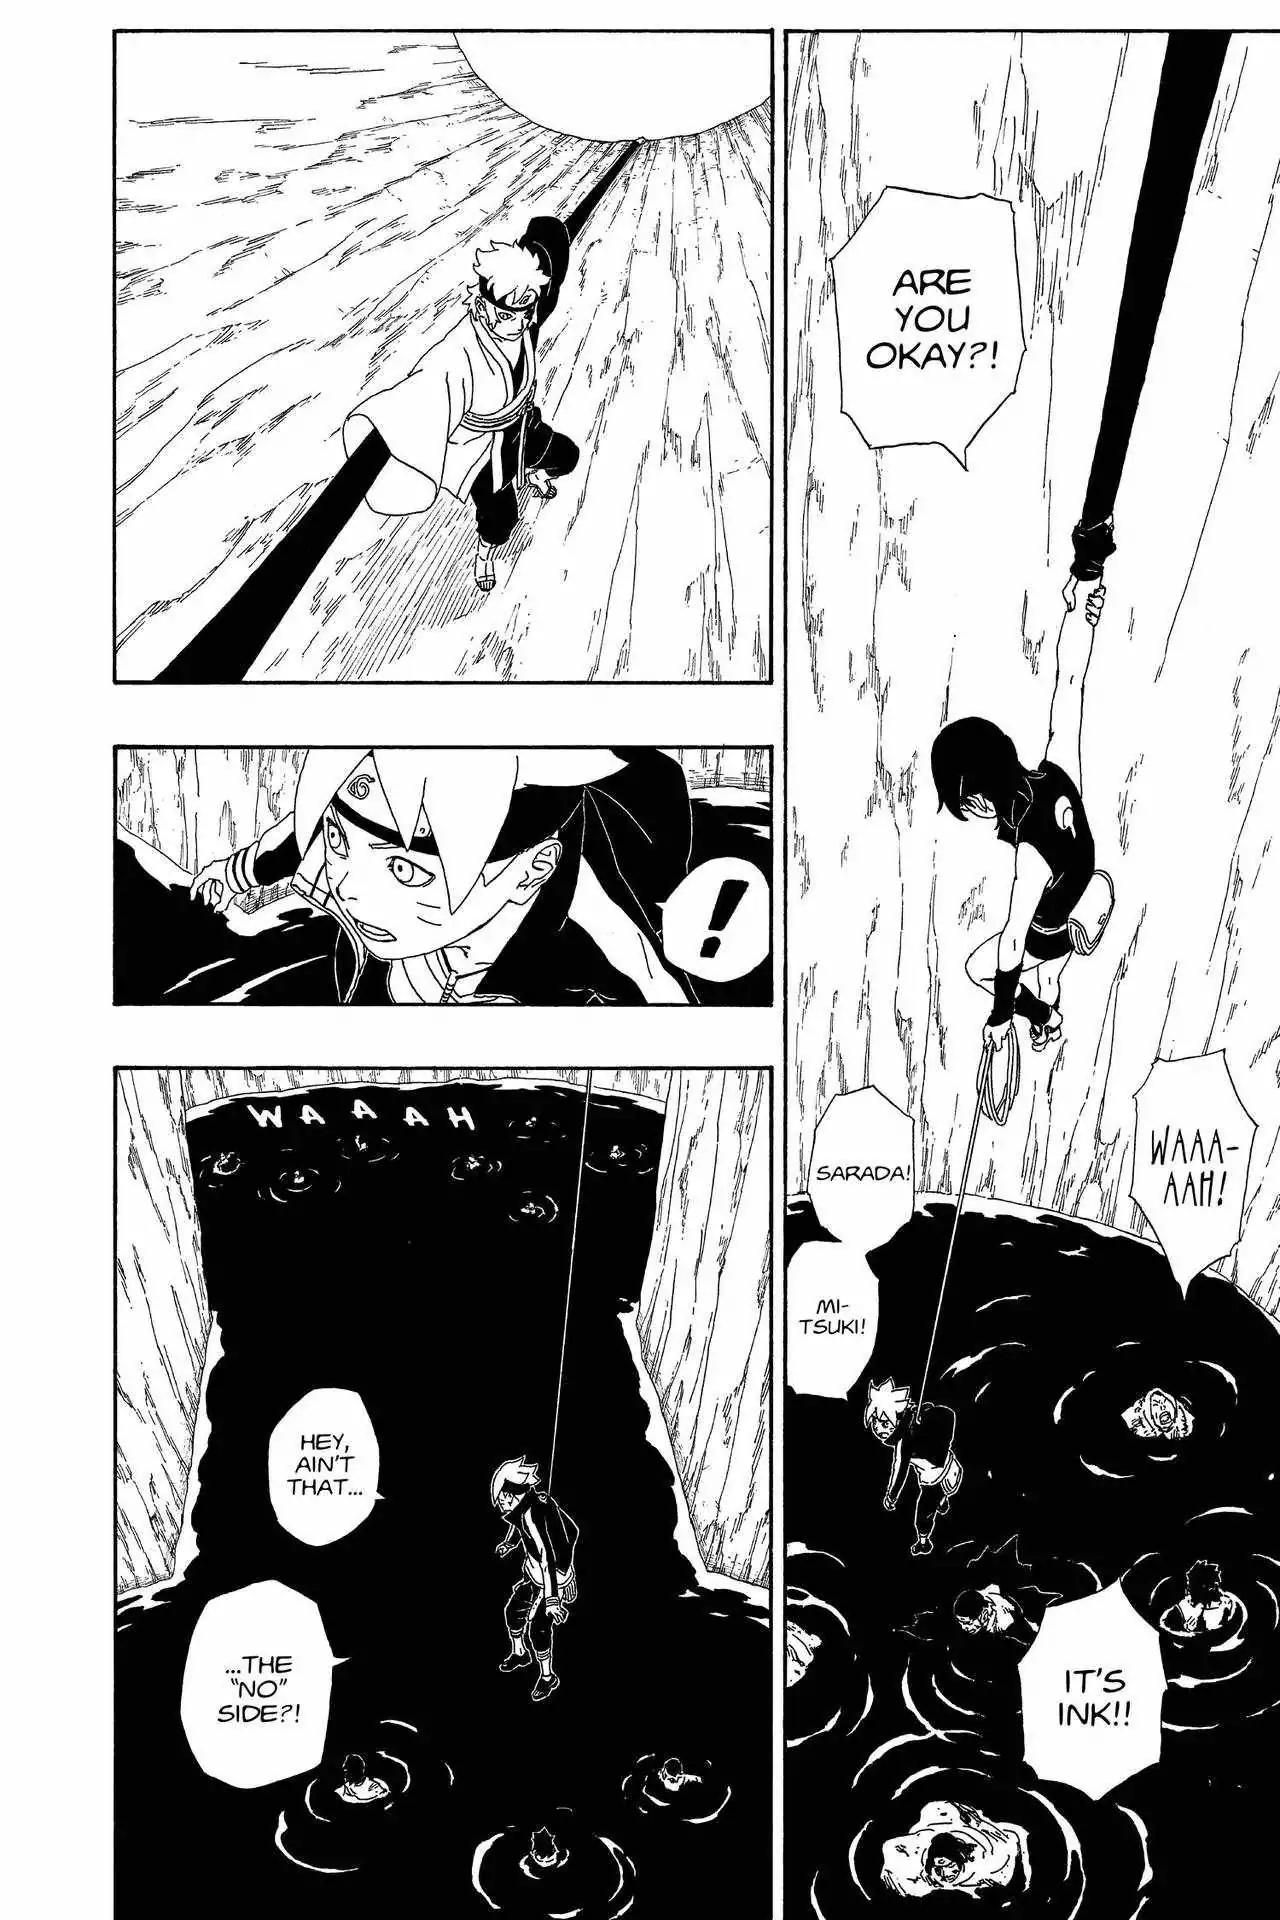 ARE
YOU
OKAY?!
WAAA-
AAH!
SARADA!
MI-
TSUKI!
IT'S
INK!!
!
WAAAH
HEY,
AIN'T
THAT...
...THE
"NO"
SIDE?!